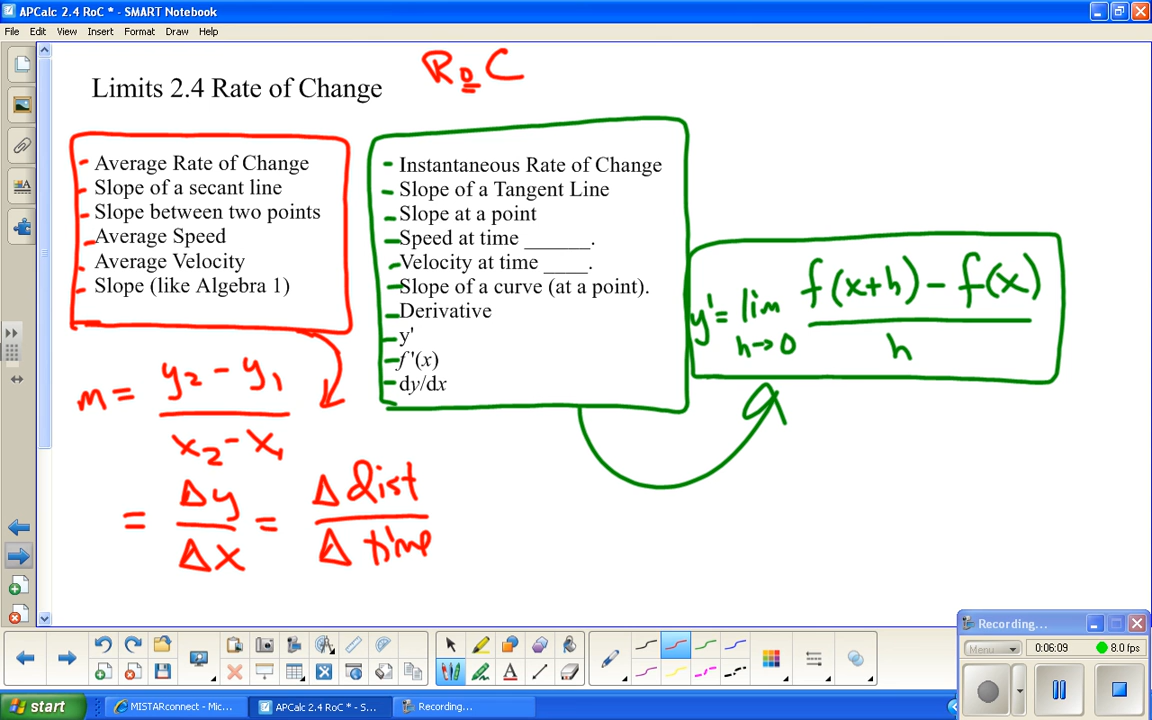 APCalc 2.4 RoC * - SMART Notebook
File Edit View Insert Format Draw Help
RoC
Limits 2.4 Rate of Change
Average Rate of Change
Slope of a secant line
Slope between two points
Average Speed
Average Velocity
Slope (like Algebra 1)
Instantaneous Rate of Change
Slope of a Tangent Line
Slope at a point
Speed at time ______.
Velocity at time ____.
Slope of a curve (at a point).
Derivative
y'
f '(x)
dy/dx
y' = lim h→0 f(x+h) – f(x) / h
m = y₂ – y₁ / x₂ – x₁
= Δy / Δx = Δ dist / Δ time
Recording...
Menu
0:06:09
8.0 fps
start
MISTARconnect - Mic...
APCalc 2.4 RoC * - S...
Recording...